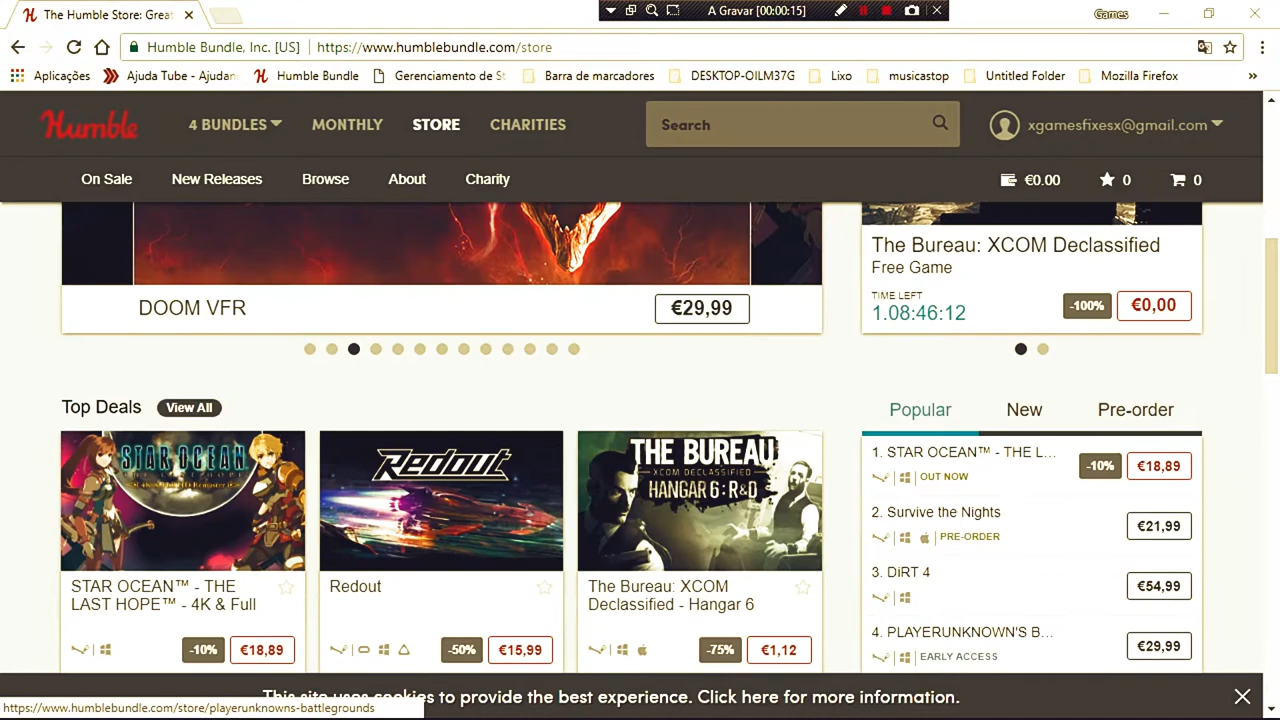 The Humble Store: Great
A Gravar [00:00:15]
Games
Humble Bundle, Inc. [US] https://www.humblebundle.com/store
Aplicações Ajuda Tube - Ajudan Humble Bundle Gerenciamento de St Barra de marcadores DESKTOP-OILM37G Lixo musicastop Untitled Folder Mozilla Firefox »
Humble 4 BUNDLES MONTHLY STORE CHARITIES Search xgamesfixesx@gmail.com
On Sale New Releases Browse About Charity €0.00 0 0
DOOM VFR €29,99
The Bureau: XCOM Declassified
Free Game
TIME LEFT
1.08:46:12 -100% €0,00
Top Deals View All
STAR OCEAN
Redout
THE BUREAU
XCOM DECLASSIFIED
HANGAR 6: R&D
STAR OCEAN™ - THE
LAST HOPE™ - 4K & Full
-10% €18,89
Redout
-50% €15,99
The Bureau: XCOM
Declassified - Hangar 6
-75% €1,12
Popular New Pre-order
1. STAR OCEAN™ - THE L...
OUT NOW
-10% €18,89
2. Survive the Nights
PRE-ORDER
€21,99
3. DiRT 4
€54,99
4. PLAYERUNKNOWN'S B...
EARLY ACCESS
€29,99
This site uses cookies to provide the best experience. Click here for more information.
https://www.humblebundle.com/store/playerunknowns-battlegrounds